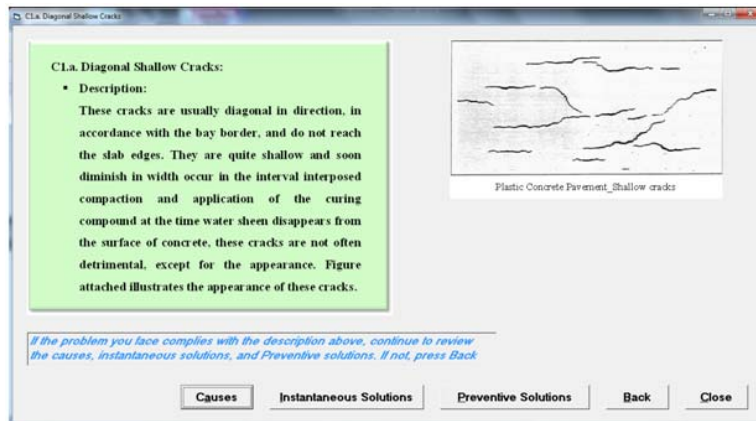 C1.a. Diagonal Shallow Cracks
C1.a. Diagonal Shallow Cracks:
▪ Description:
These cracks are usually diagonal in direction, in
accordance with the bay border, and do not reach
the slab edges. They are quite shallow and soon
diminish in width occur in the interval interposed
compaction and application of the curing
compound at the time water sheen disappears from
the surface of concrete, these cracks are not often
detrimental, except for the appearance. Figure
attached illustrates the appearance of these cracks.
Plastic Concrete Pavement_Shallow cracks
If the problem you face complies with the description above, continue to review
the causes, instantaneous solutions, and Preventive solutions. If not, press Back
Causes
Instantaneous Solutions
Preventive Solutions
Back
Close